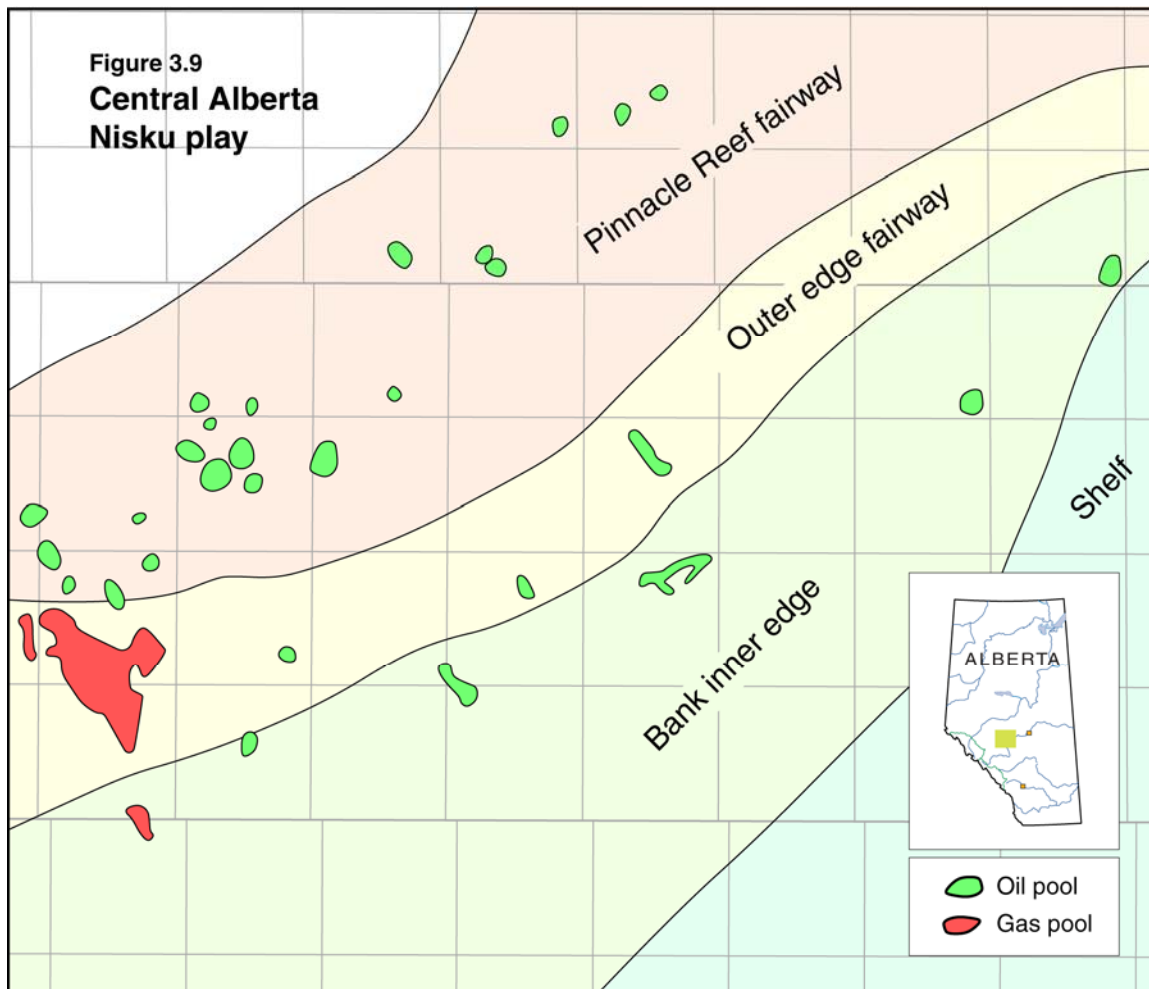 Figure 3.9
Central Alberta
Nisku play
Pinnacle Reef fairway
Outer edge fairway
Bank inner edge
Shelf
ALBERTA
Oil pool
Gas pool